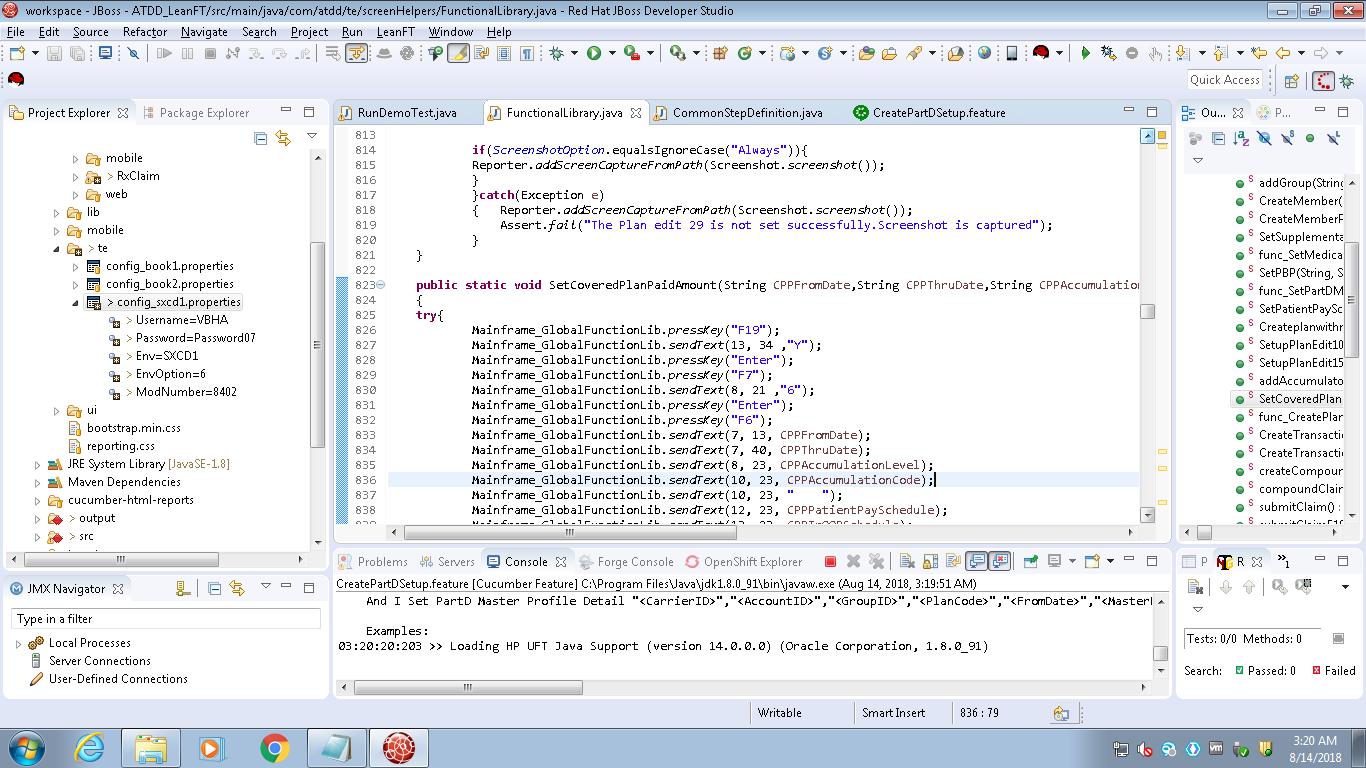 workspace - JBoss - ATDD_LeanFT/src/main/java/com/atdd/te/screenHelpers/FunctionalLibrary.java - Red Hat JBoss Developer Studio
File Edit Source Refactor Navigate Search Project Run LeanFT Window Help
Quick Access
Project Explorer
Package Explorer
mobile
> RxClaim
web
lib
mobile
> te
config_book1.properties
config_book2.properties
> config_sxcd1.properties
> Username=VBHA
> Password=Password07
> Env=SXCD1
> EnvOption=6
> ModNumber=8402
ui
bootstrap.min.css
reporting.css
JRE System Library [JavaSE-1.8]
Maven Dependencies
cucumber-html-reports
> output
> src
RunDemoTest.java FunctionalLibrary.java CommonStepDefinition.java CreatePartDSetup.feature
813
814 if(ScreenshotOption.equalsIgnoreCase("Always")){
815 Reporter.addScreenCaptureFromPath(Screenshot.screenshot());
816 }
817 }catch(Exception e)
818 { Reporter.addScreenCaptureFromPath(Screenshot.screenshot());
819 Assert.fail("The Plan edit 29 is not set successfully.Screenshot is captured");
820 }
821 }
822
823 public static void SetCoveredPlanPaidAmount(String CPPFromDate,String CPPThruDate,String CPPAccumulation
824 {
825 try{
826 Mainframe_GlobalFunctionLib.pressKey("F19");
827 Mainframe_GlobalFunctionLib.sendText(13, 34 ,"Y");
828 Mainframe_GlobalFunctionLib.pressKey("Enter");
829 Mainframe_GlobalFunctionLib.pressKey("F7");
830 Mainframe_GlobalFunctionLib.sendText(8, 21 ,"6");
831 Mainframe_GlobalFunctionLib.pressKey("Enter");
832 Mainframe_GlobalFunctionLib.pressKey("F6");
833 Mainframe_GlobalFunctionLib.sendText(7, 13, CPPFromDate);
834 Mainframe_GlobalFunctionLib.sendText(7, 40, CPPThruDate);
835 Mainframe_GlobalFunctionLib.sendText(8, 23, CPPAccumulationLevel);
836 Mainframe_GlobalFunctionLib.sendText(10, 23, CPPAccumulationCode);
837 Mainframe_GlobalFunctionLib.sendText(10, 23, "    ");
838 Mainframe_GlobalFunctionLib.sendText(12, 23, CPPPatientPaySchedule);
Ou...
P...
addGroup(String
CreateMember(
CreateMemberF
SetSupplementa
func_SetMedica
SetPBP(String, S
func_SetPartDM
SetPatientPaySc
Createplanwithr
SetupPlanEdit10
SetupPlanEdit15
addAccumulato
SetCoveredPlan
func_CreatePlan
CreateTransactio
CreateTransactio
createCompour
compoundClain
submitClaim() :
JMX Navigator
Type in a filter
Local Processes
Server Connections
User-Defined Connections
Problems Servers Console Forge Console OpenShift Explorer
CreatePartDSetup.feature [Cucumber Feature] C:\Program Files\Java\jdk1.8.0_91\bin\javaw.exe (Aug 14, 2018, 3:19:51 AM)
And I Set PartD Master Profile Detail "<CarrierID>","<AccountID>","<GroupID>","<PlanCode>","<FromDate>","<Master
Examples:
03:20:20:203 >> Loading HP UFT Java Support (version 14.0.0.0) (Oracle Corporation, 1.8.0_91)
P R »1
Tests: 0/0 Methods: 0
Search: Passed: 0 Failed
Writable Smart Insert 836 : 79
3:20 AM
8/14/2018